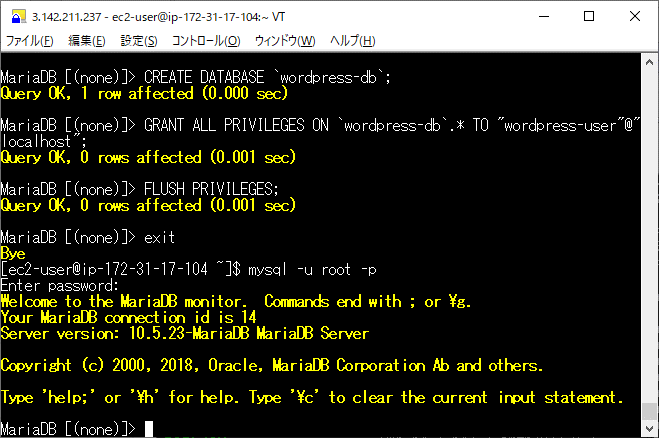 3.142.211.237 - ec2-user@ip-172-31-17-104:~ VT
ファイル(F) 編集(E) 設定(S) コントロール(O) ウィンドウ(W) ヘルプ(H)
MariaDB [(none)]> CREATE DATABASE `wordpress-db`;
Query OK, 1 row affected (0.000 sec)
MariaDB [(none)]> GRANT ALL PRIVILEGES ON `wordpress-db`.* TO "wordpress-user"@"
localhost";
Query OK, 0 rows affected (0.001 sec)
MariaDB [(none)]> FLUSH PRIVILEGES;
Query OK, 0 rows affected (0.001 sec)
MariaDB [(none)]> exit
Bye
[ec2-user@ip-172-31-17-104 ~]$ mysql -u root -p
Enter password:
Welcome to the MariaDB monitor.  Commands end with ; or ¥g.
Your MariaDB connection id is 14
Server version: 10.5.23-MariaDB MariaDB Server
Copyright (c) 2000, 2018, Oracle, MariaDB Corporation Ab and others.
Type 'help;' or '¥h' for help. Type '¥c' to clear the current input statement.
MariaDB [(none)]>